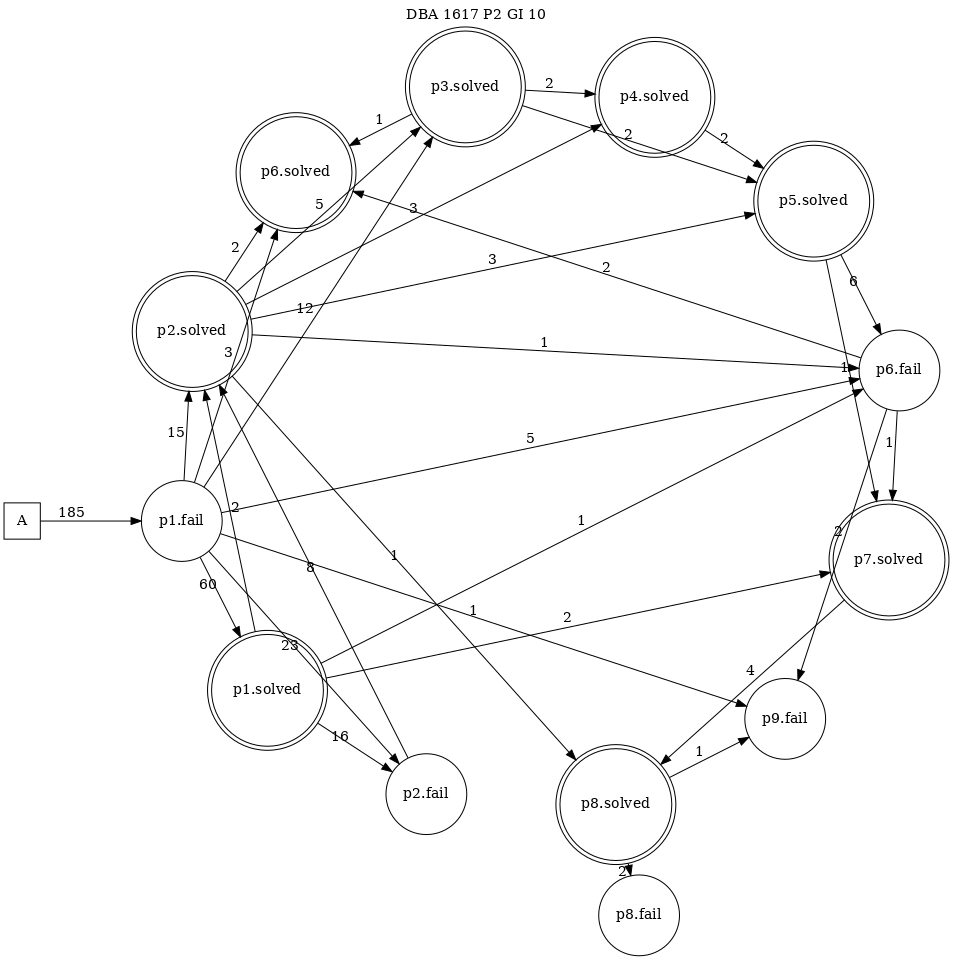 DBA 1617 P2 GI 10
p3.solved
2
p4.solved
1
2
2
p6.solved
p5.solved
5
3
2
3
2
6
12
p2.solved
1
3
1
p6.fail
15
5
1
185
2
A
p1.fail
1
2
p7.solved
1
8
60
1
2
23
4
p1.solved
16
p9.fail
1
p2.fail
p8.solved
2
p8.fail